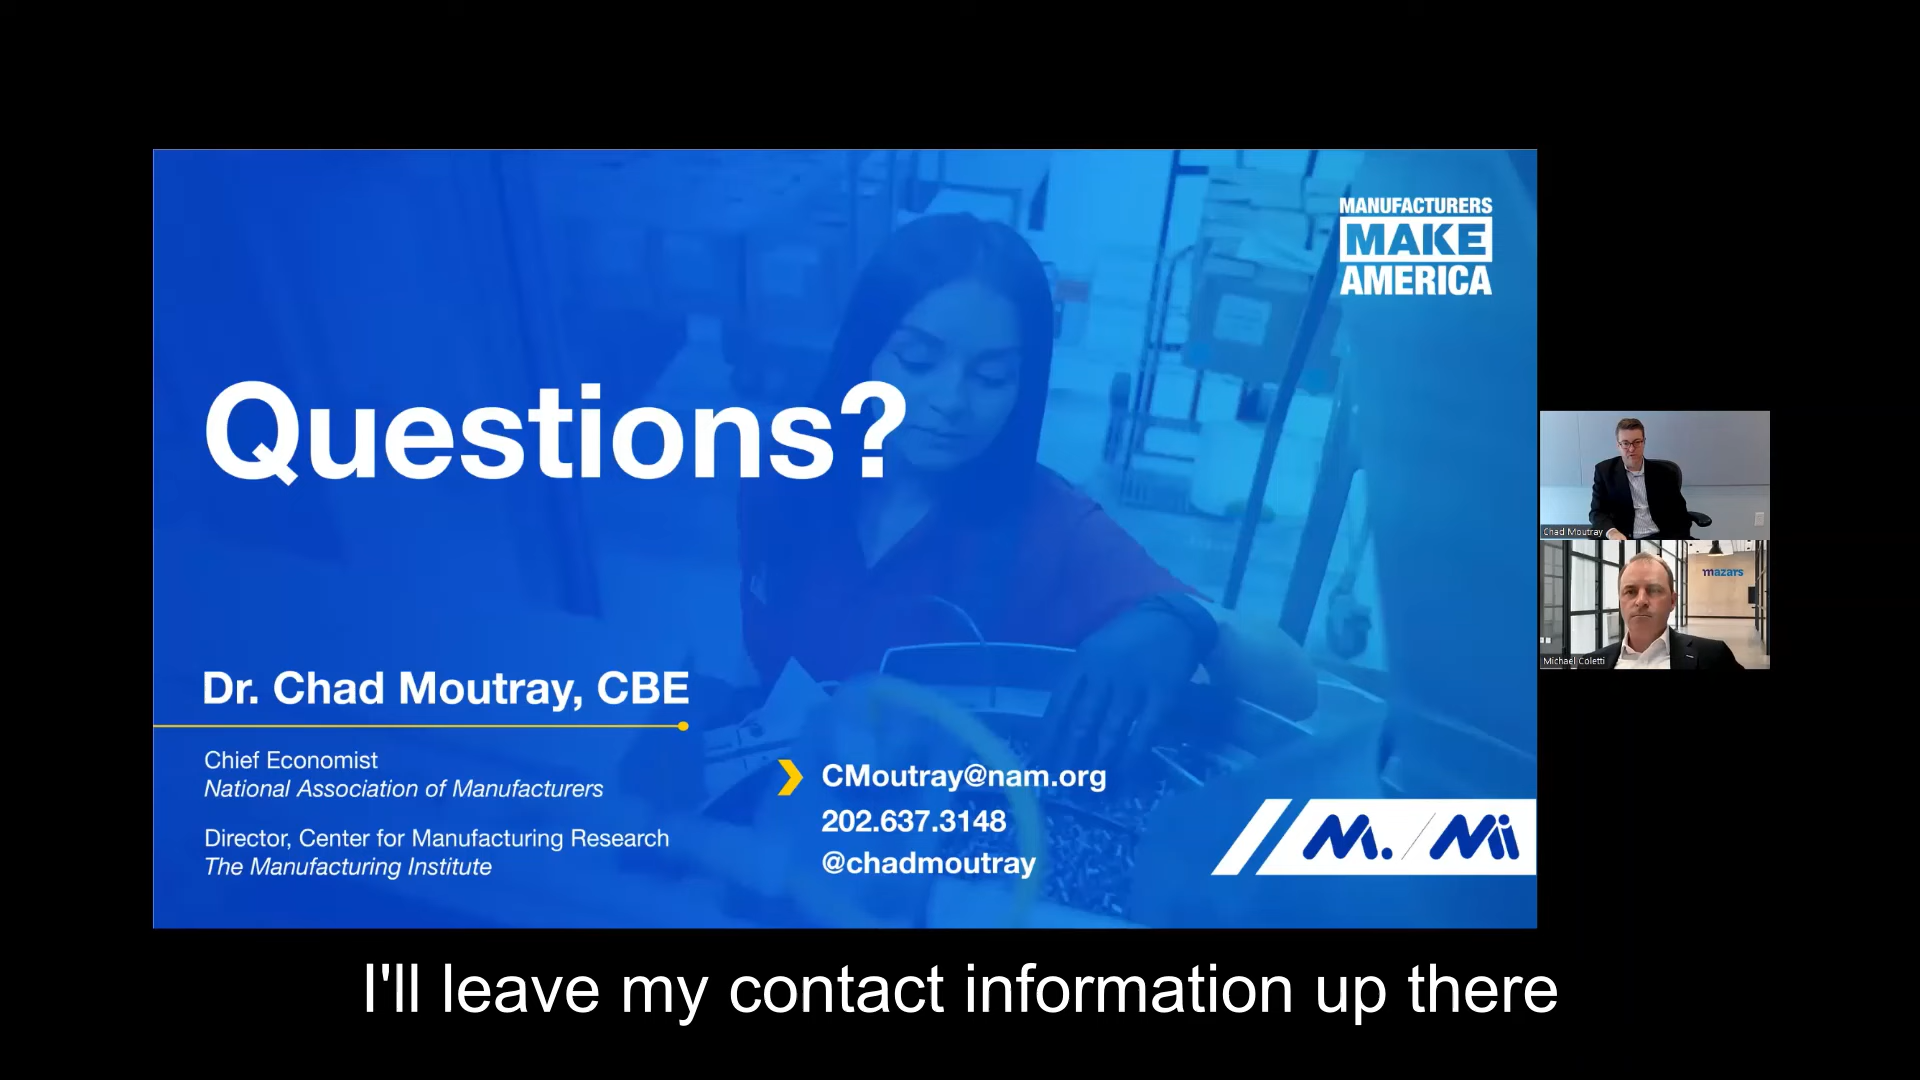 MANUFACTURERS
MAKE
AMERICA
Questions?
Dr. Chad Moutray, CBE
Chief Economist
National Association of Manufacturers
Director, Center for Manufacturing Research
The Manufacturing Institute
CMoutray@nam.org
202.637.3148
@chadmoutray
M. / Mi
Chad Moutray
mazars
Michael Coletti
I'll leave my contact information up there